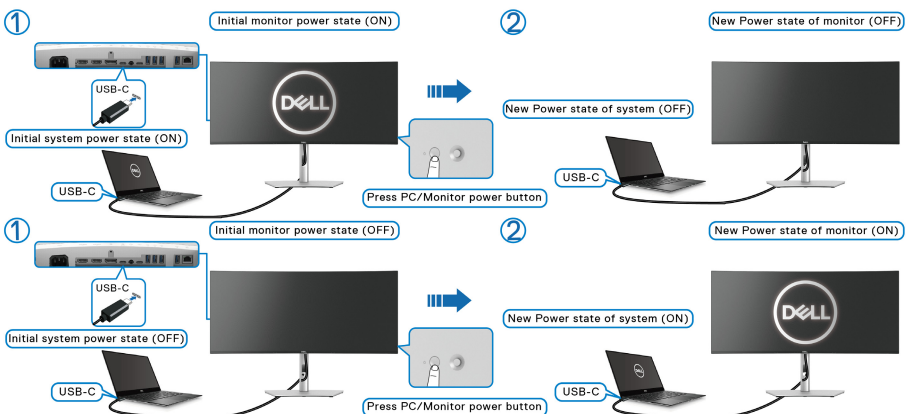 1
Initial monitor power state (ON)
2
New Power state of monitor (OFF)
USB-C
DELL
New Power state of system (OFF)
Initial system power state (ON)
DELL
USB-C
Press PC/Monitor power button
USB-C
1
Initial monitor power state (OFF)
2
New Power state of monitor (ON)
USB-C
New Power state of system (ON)
DELL
Initial system power state (OFF)
USB-C
Press PC/Monitor power button
USB-C
DELL